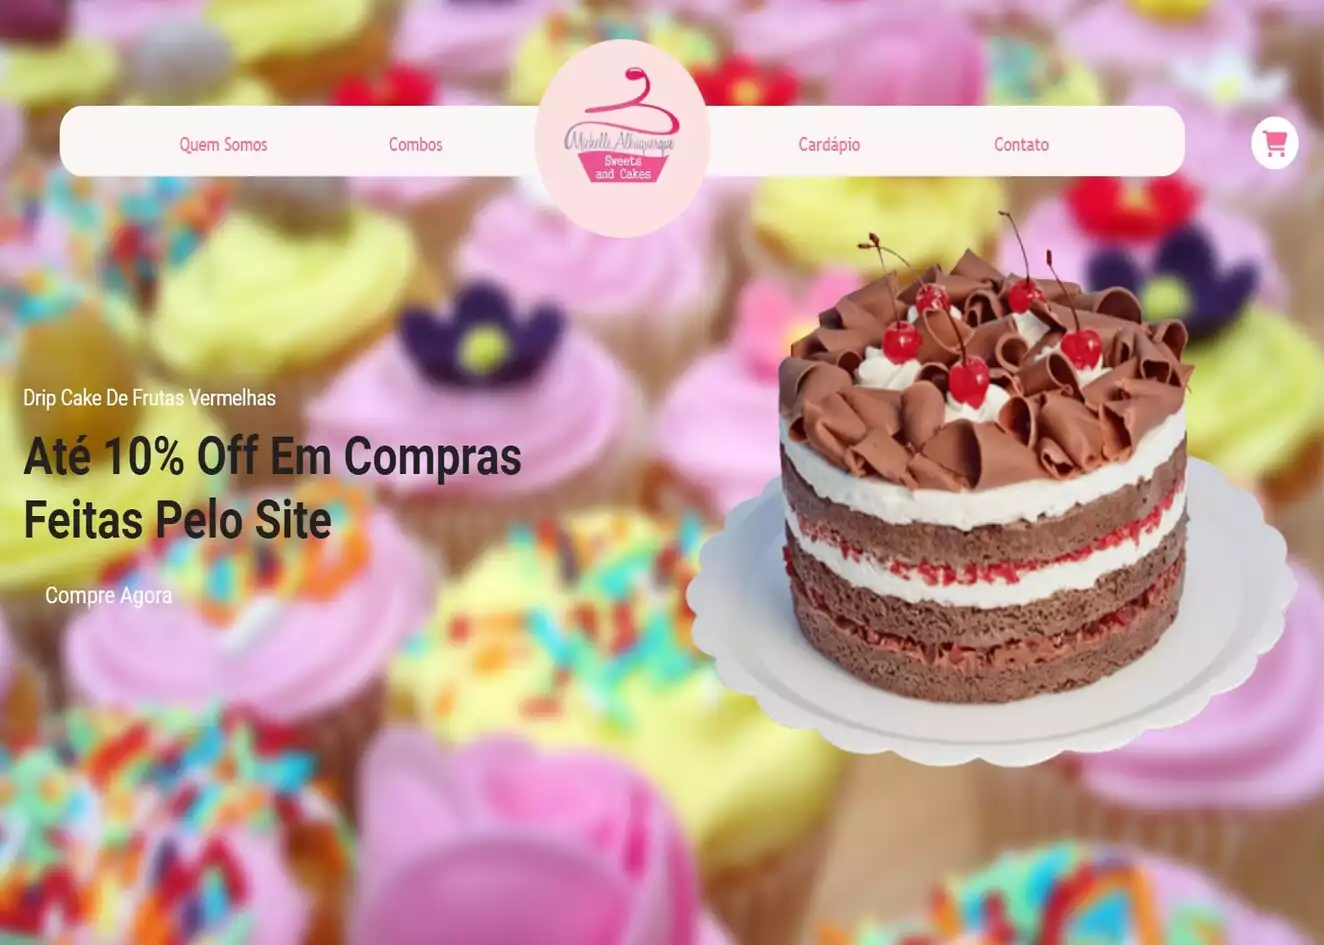 Quem Somos
Combos
Michelle Albuquerque
Sweets
and Cakes
Cardápio
Contato
Drip Cake De Frutas Vermelhas
Até 10% Off Em Compras
Feitas Pelo Site
Compre Agora